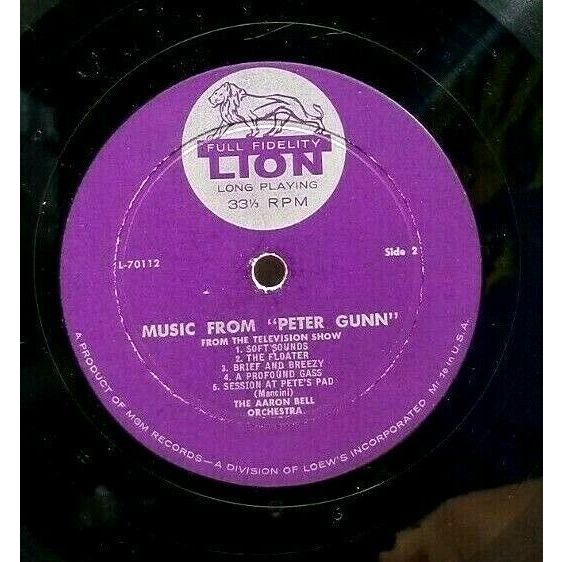 FULL FIDELITY
LION
LONG PLAYING
33⅓ RPM
L-70112
Side 2
MUSIC FROM "PETER GUNN"
FROM THE TELEVISION SHOW
1. SOFT SOUNDS
2. THE FLOATER
3. BRIEF AND BREEZY
4. A PROFOUND GASS
5. SESSION AT PETE'S PAD
(Mancini)
THE AARON BELL
ORCHESTRA
A PRODUCT OF MGM RECORDS—A DIVISION OF LOEW'S INCORPORATED in U.S.A.